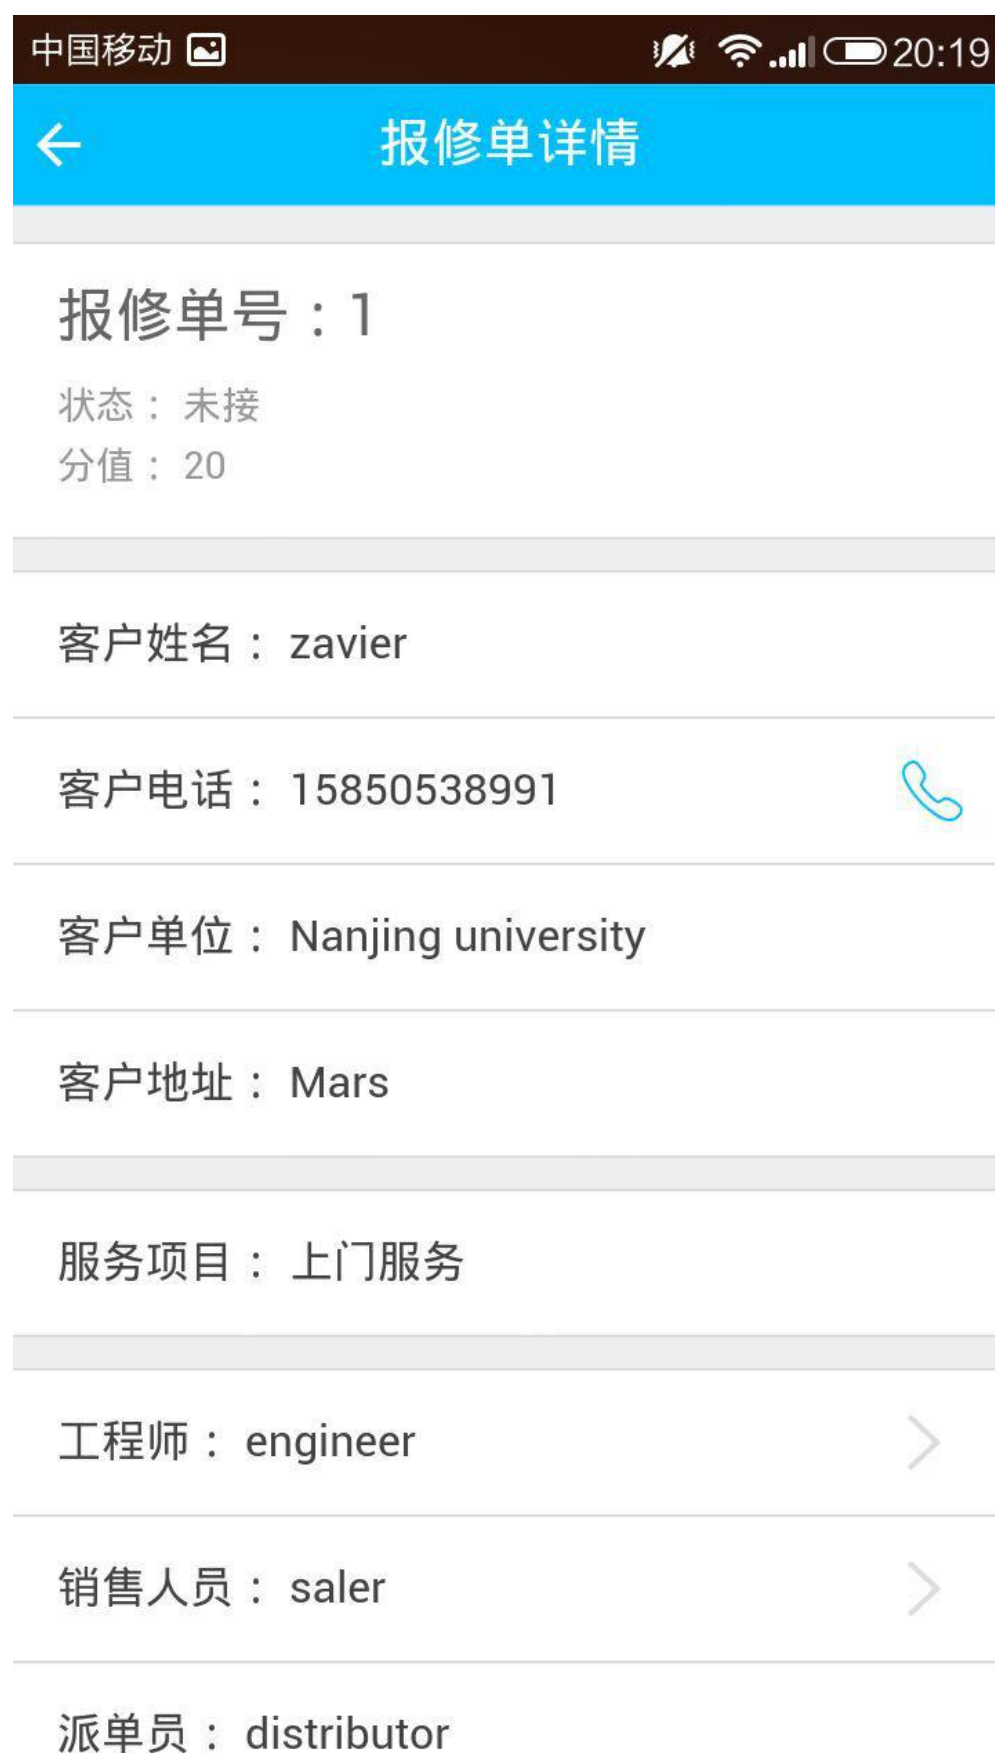 中国移动 20:19
报修单详情
报修单号：1
状态： 未接
分值： 20
客户姓名： zavier
客户电话： 15850538991
客户单位： Nanjing university
客户地址： Mars
服务项目： 上门服务
工程师： engineer
销售人员： saler
派单员： distributor